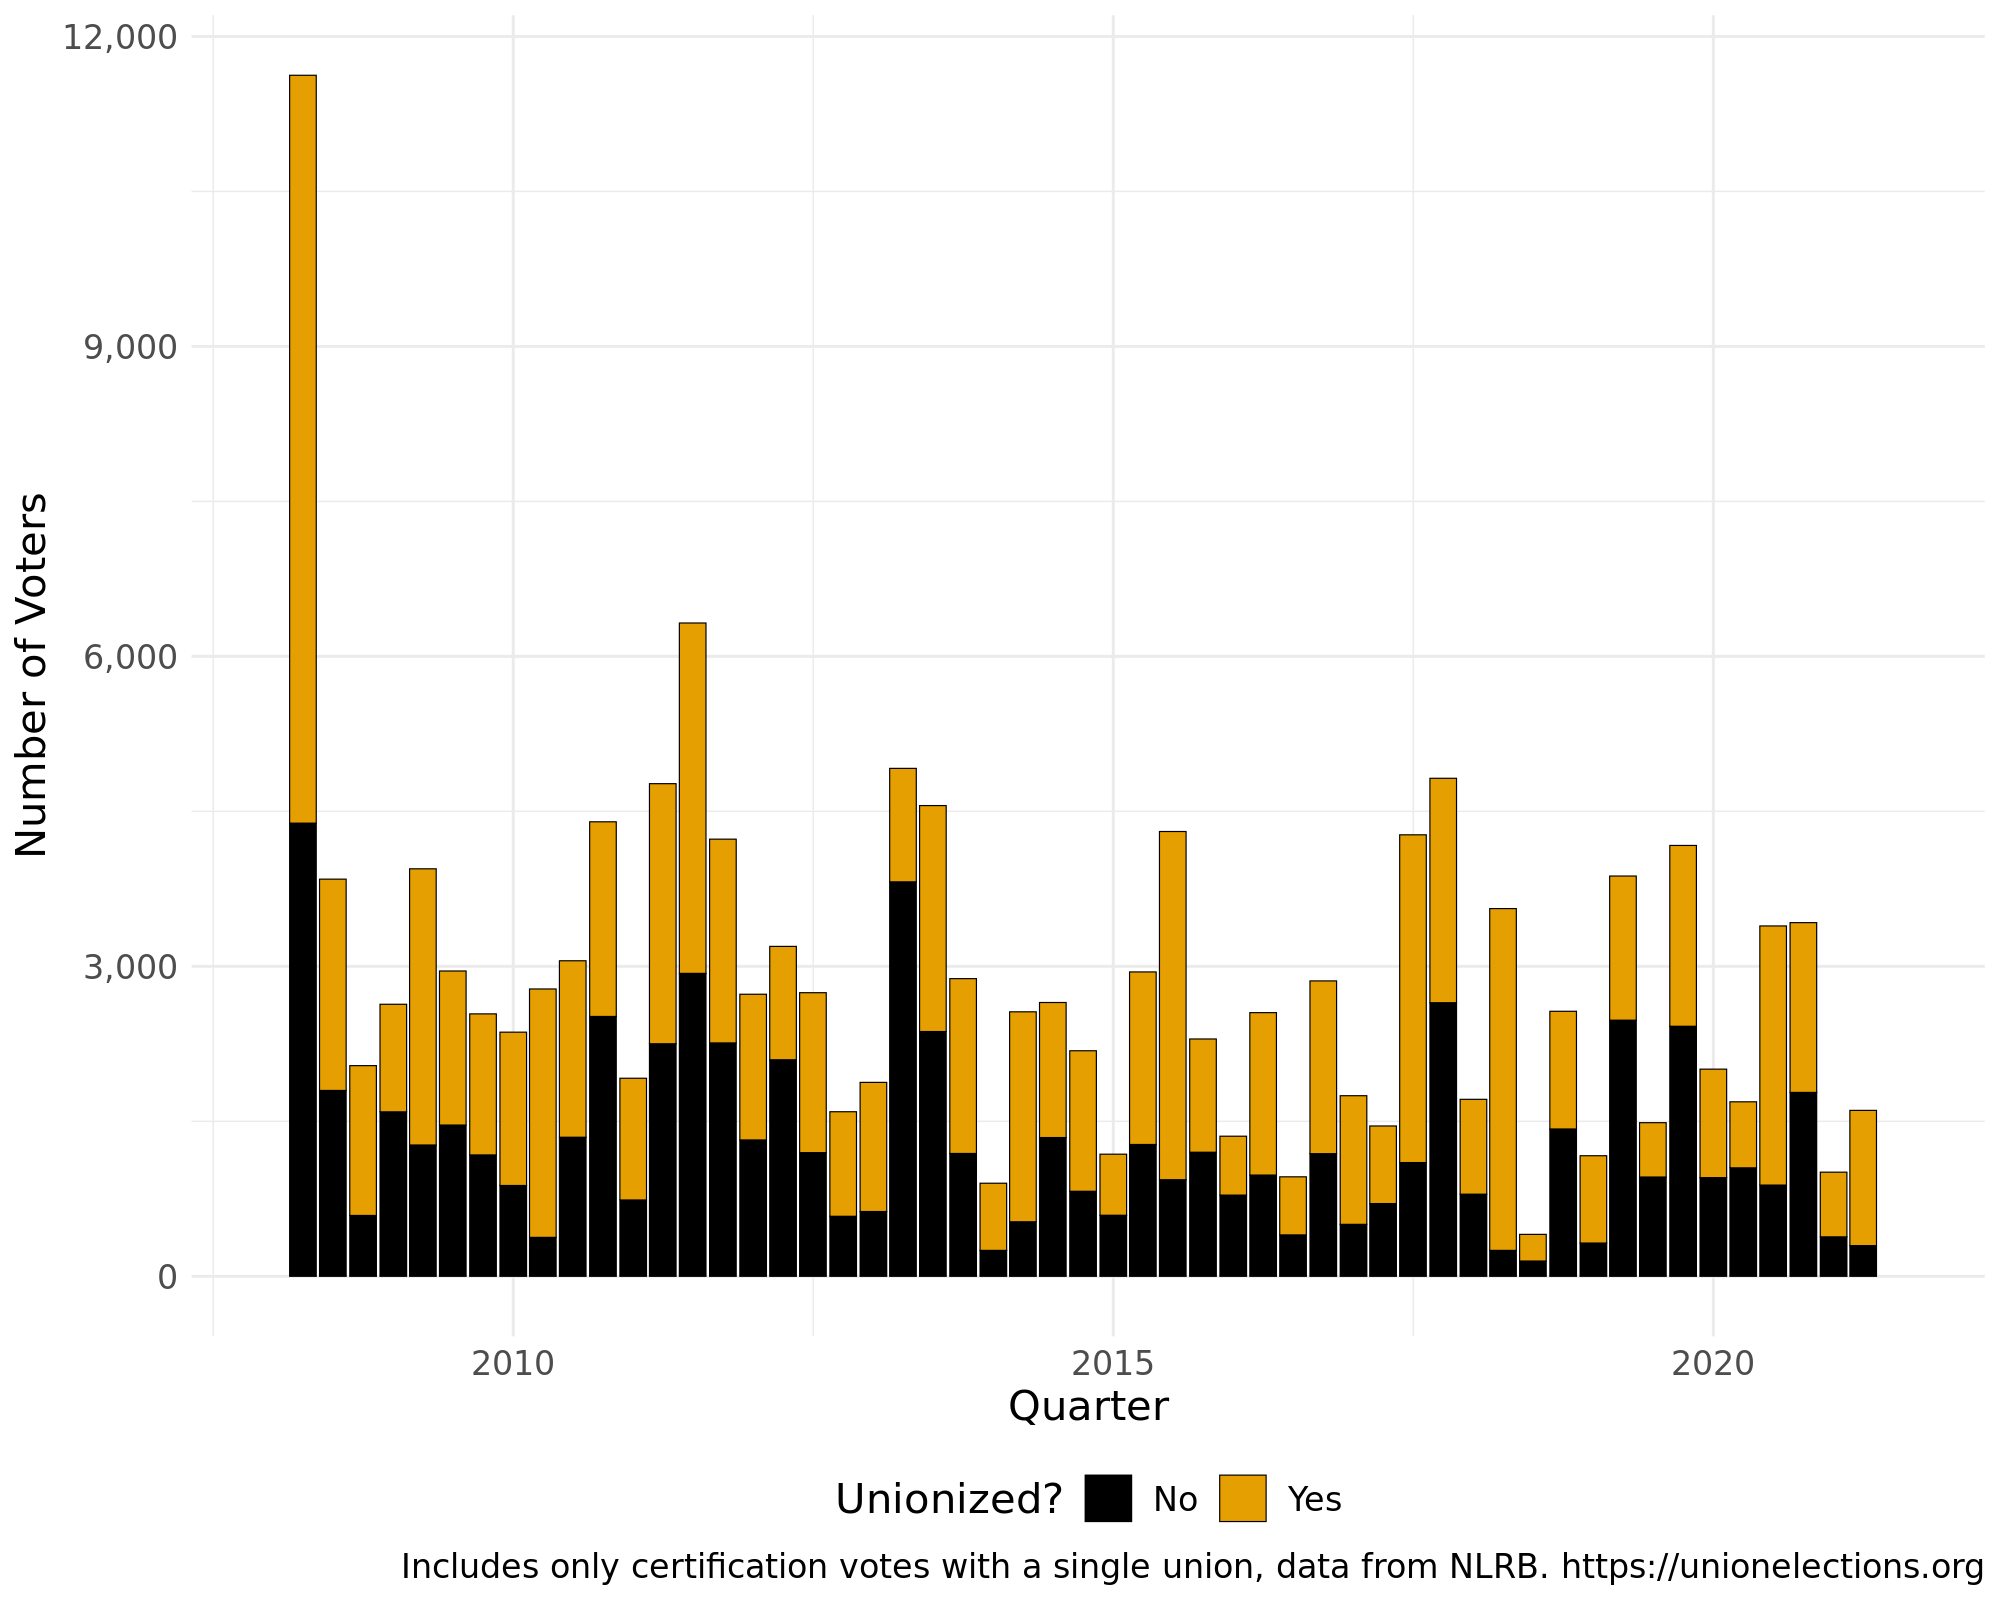 12,000
9,000
6,000
3,000
0
Number of Voters
2010 2015 2020
Quarter
Unionized? No Yes
Includes only certification votes with a single union, data from NLRB. https://unionelections.org